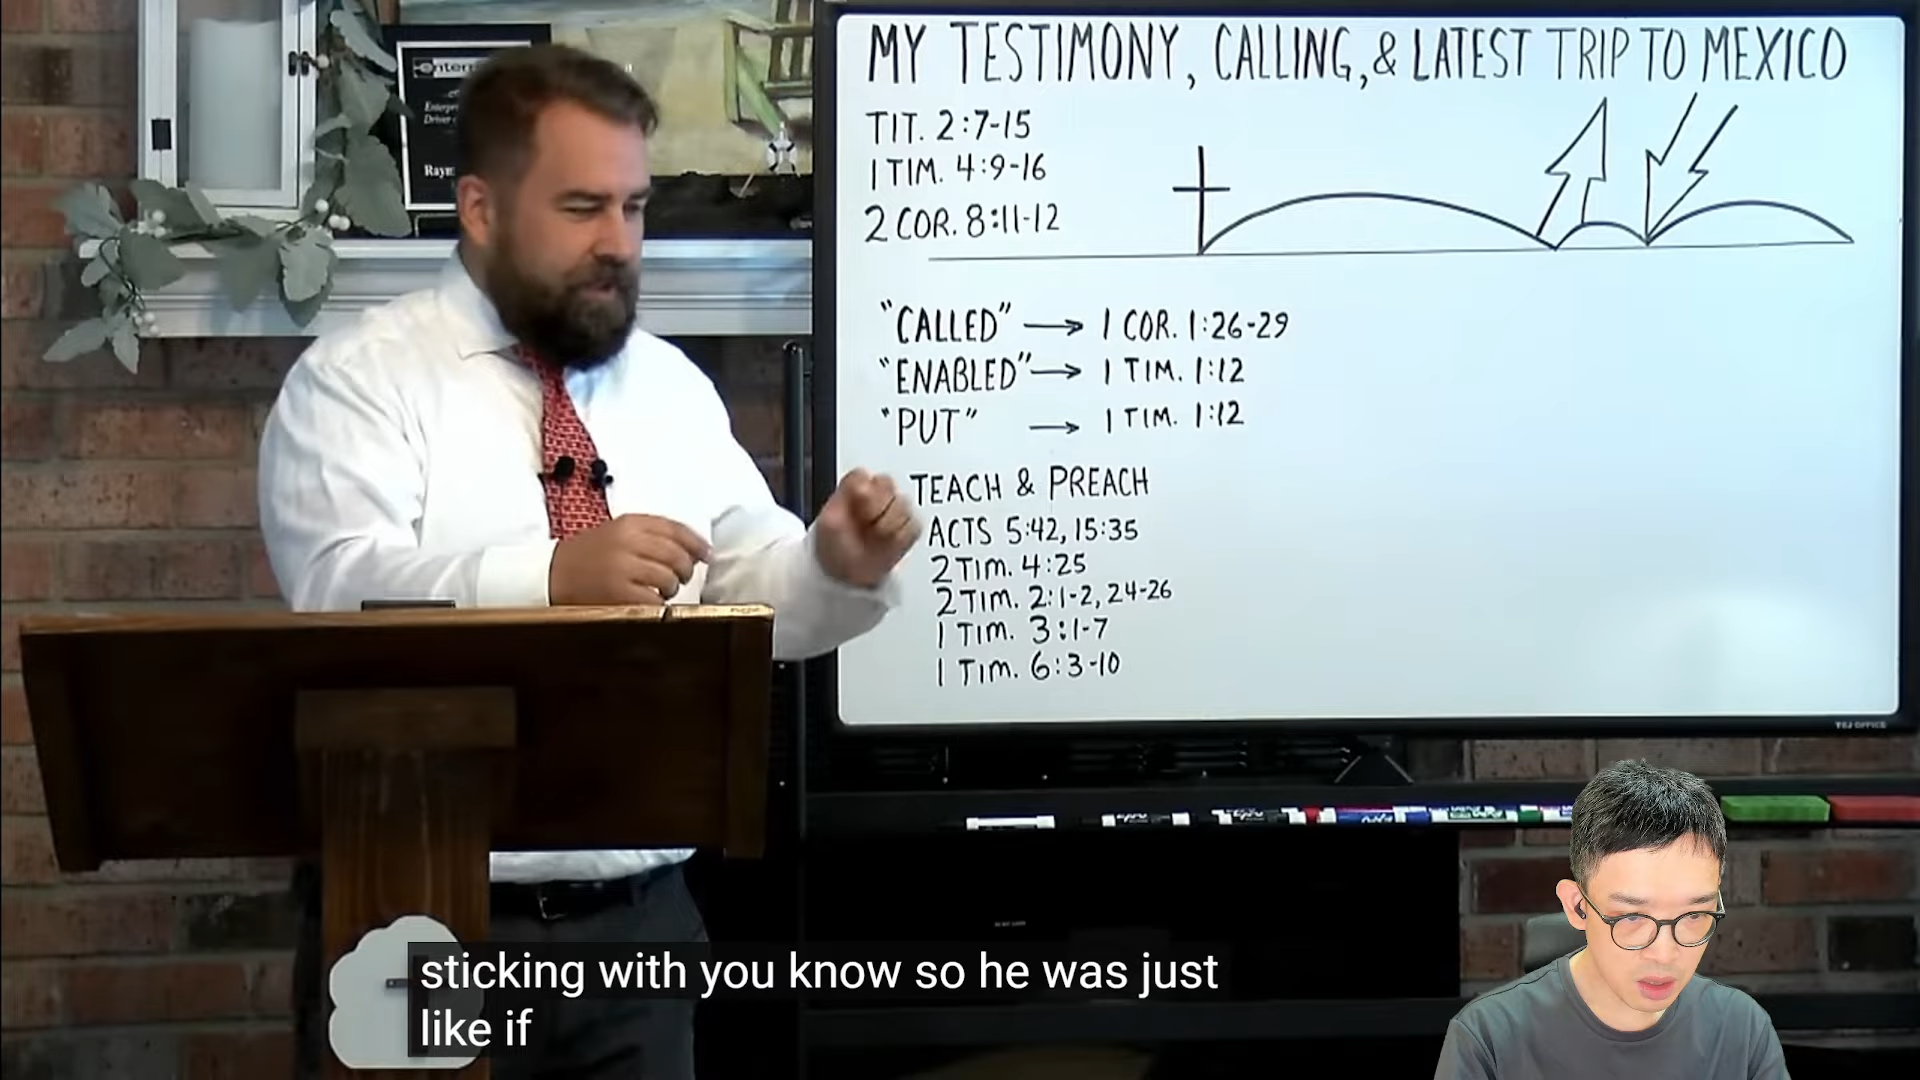 MY TESTIMONY, CALLING, & LATEST TRIP TO MEXICO
TIT. 2:7-15
1 TIM. 4:9-16
2 COR. 8:11-12
"CALLED" → 1 COR. 1:26-29
"ENABLED" → 1 TIM. 1:12
"PUT" → 1 TIM. 1:12
TEACH & PREACH
ACTS 5:42, 15:35
2 TIM. 4:25
2 TIM. 2:1-2, 24-26
1 TIM. 3:1-7
1 TIM. 6:3-10
sticking with you know so he was just
like if